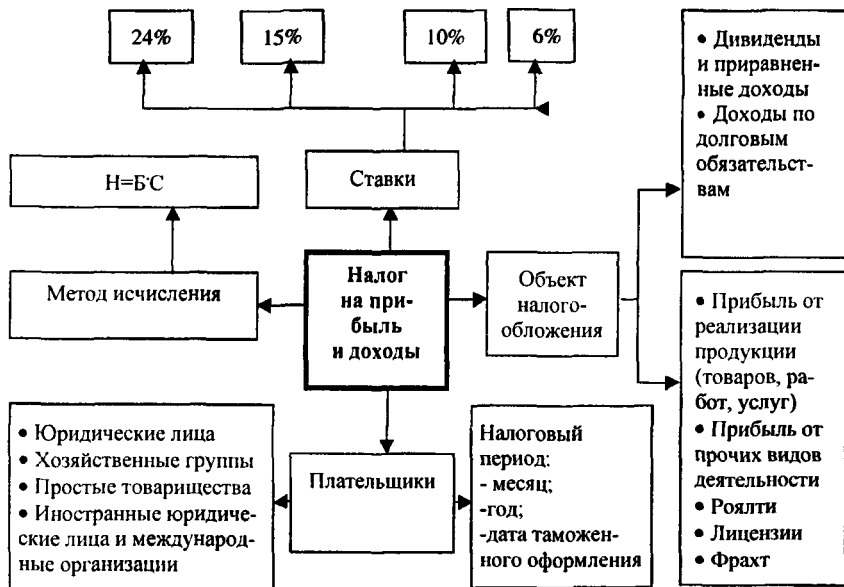 24%
15%
10%
6%
Н=Б·С
Ставки
Метод исчисления
Налог
на при-
быль
и доходы
Объект
налого-
обложения
• Дивиденды
и приравнен-
ные доходы
• Доходы по
долговым
обязательст-
вам
• Прибыль от
реализации
продукции
(товаров, ра-
бот, услуг)
• Прибыль от
прочих видов
деятельности
• Роялти
• Лицензии
• Фрахт
• Юридические лица
• Хозяйственные группы
• Простые товарищества
• Иностранные юридиче-
ские лица и международ-
ные организации
Плательщики
Налоговый
период:
- месяц;
-год;
-дата таможен-
ного оформления